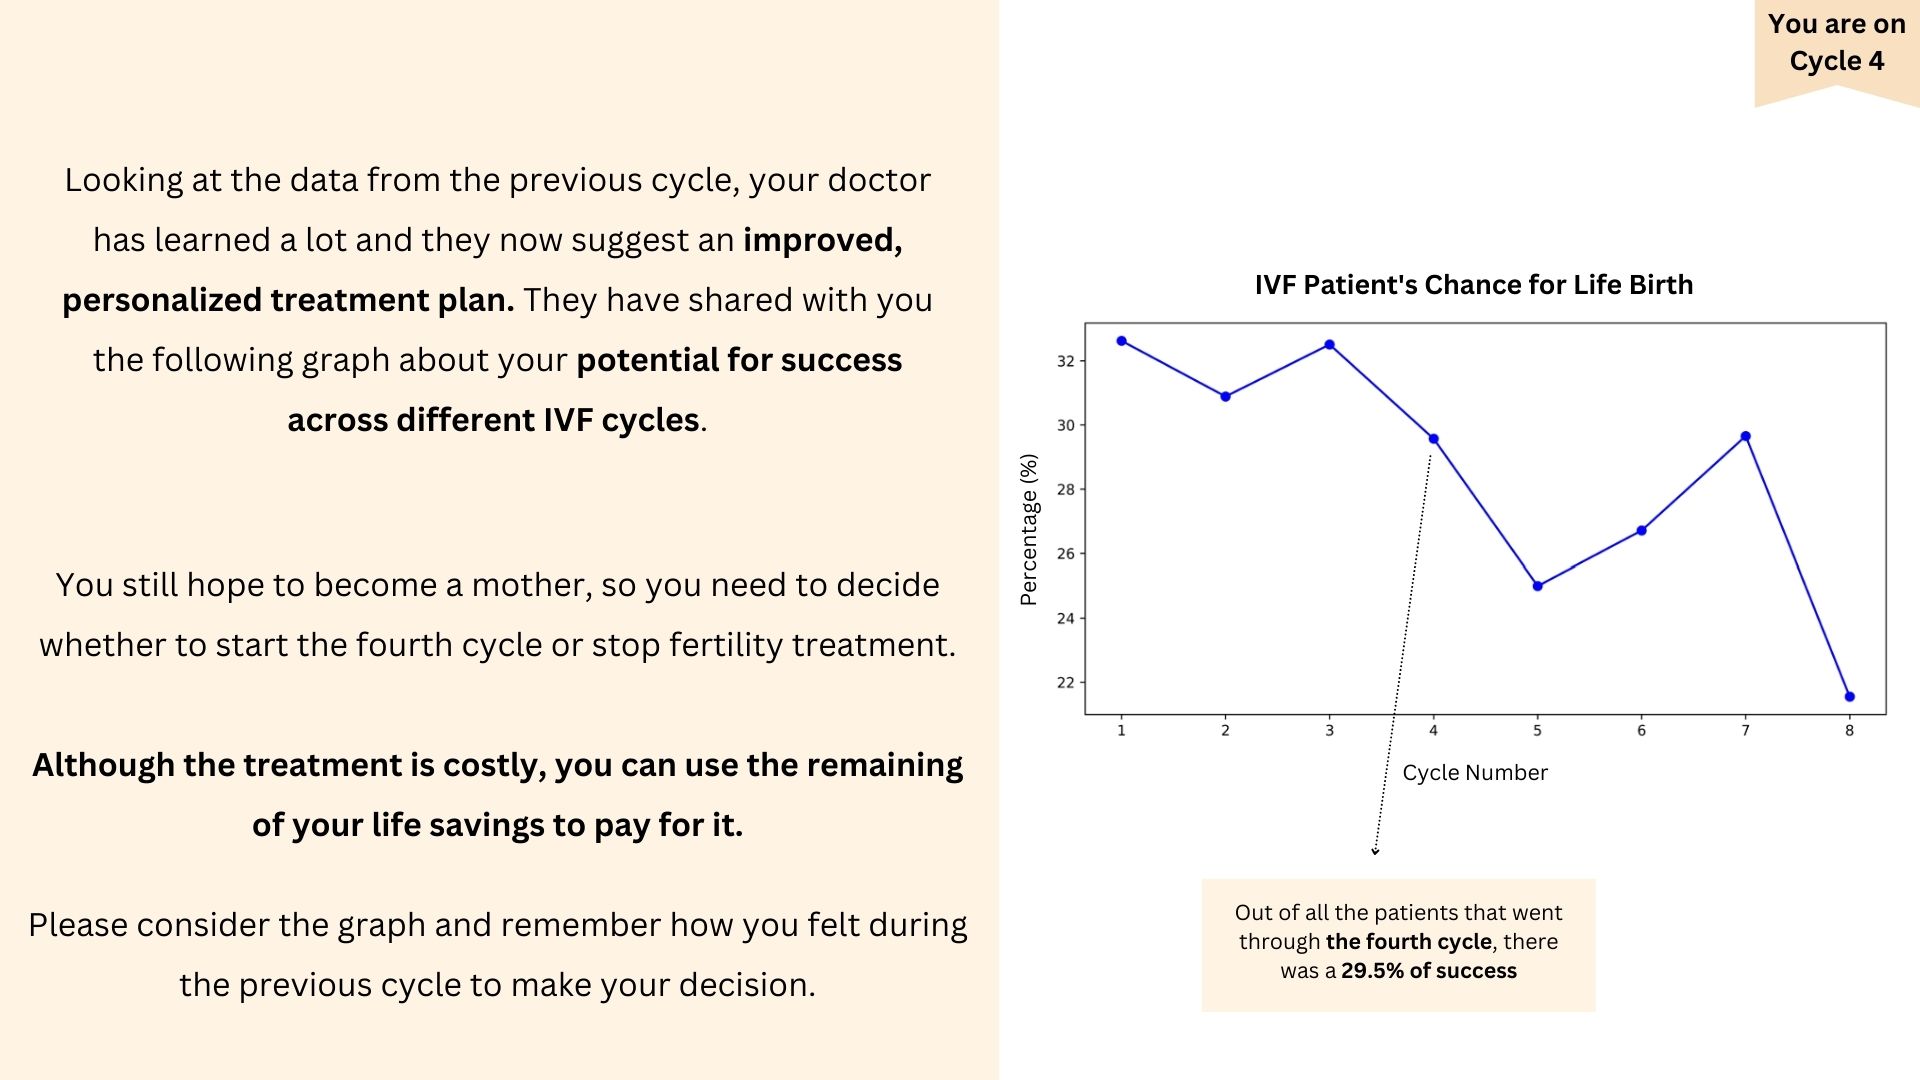 You are on
Cycle 4
Looking at the data from the previous cycle, your doctor
has learned a lot and they now suggest an improved,
personalized treatment plan. They have shared with you
the following graph about your potential for success
across different IVF cycles.
You still hope to become a mother, so you need to decide
whether to start the fourth cycle or stop fertility treatment.
Although the treatment is costly, you can use the remaining
of your life savings to pay for it.
Please consider the graph and remember how you felt during
the previous cycle to make your decision.
IVF Patient's Chance for Life Birth
Percentage (%)
32
30
28
26
24
22
1 2 3 4 5 6 7 8
Cycle Number
Out of all the patients that went
through the fourth cycle, there
was a 29.5% of success